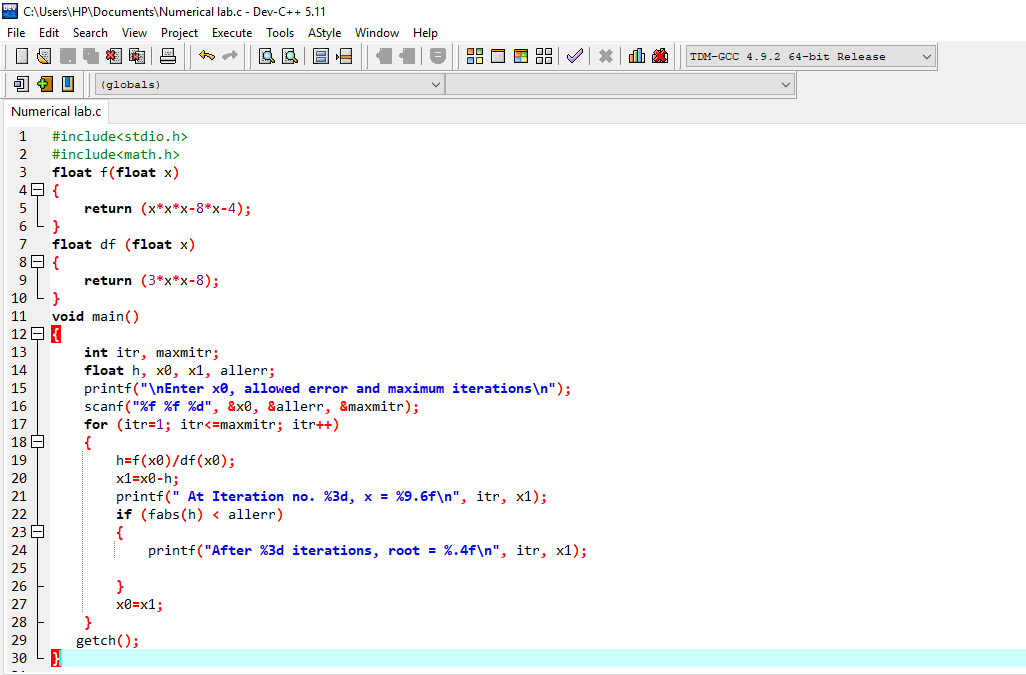 C:\Users\HP\Documents\Numerical lab.c - Dev-C++ 5.11
File Edit Search View Project Execute Tools AStyle Window Help
TDM-GCC 4.9.2 64-bit Release
(globals)
Numerical lab.c
1 #include<stdio.h>
2 #include<math.h>
3 float f(float x)
4 {
5     return (x*x*x-8*x-4);
6 }
7 float df (float x)
8 {
9     return (3*x*x-8);
10 }
11 void main()
12 {
13     int itr, maxmitr;
14     float h, x0, x1, allerr;
15     printf("\nEnter x0, allowed error and maximum iterations\n");
16     scanf("%f %f %d", &x0, &allerr, &maxmitr);
17     for (itr=1; itr<=maxmitr; itr++)
18     {
19         h=f(x0)/df(x0);
20         x1=x0-h;
21         printf(" At Iteration no. %3d, x = %9.6f\n", itr, x1);
22         if (fabs(h) < allerr)
23         {
24             printf("After %3d iterations, root = %.4f\n", itr, x1);
25
26         }
27         x0=x1;
28     }
29    getch();
30 }